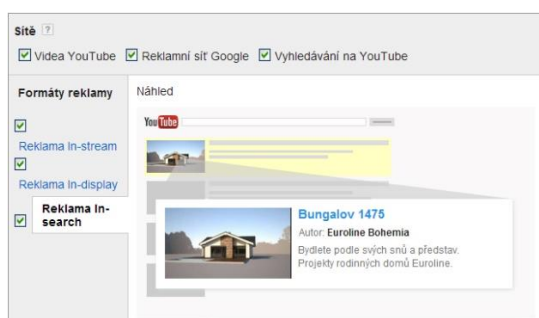 Sítě ?
Videa YouTube Reklamní síť Google Vyhledávání na YouTube
Formáty reklamy
Náhled
YouTube
Reklama In-stream
Reklama In-display
Reklama In-
search
Bungalov 1475
Autor: Euroline Bohemia
Bydlete podle svých snů a představ.
Projekty rodinných domů Euroline.